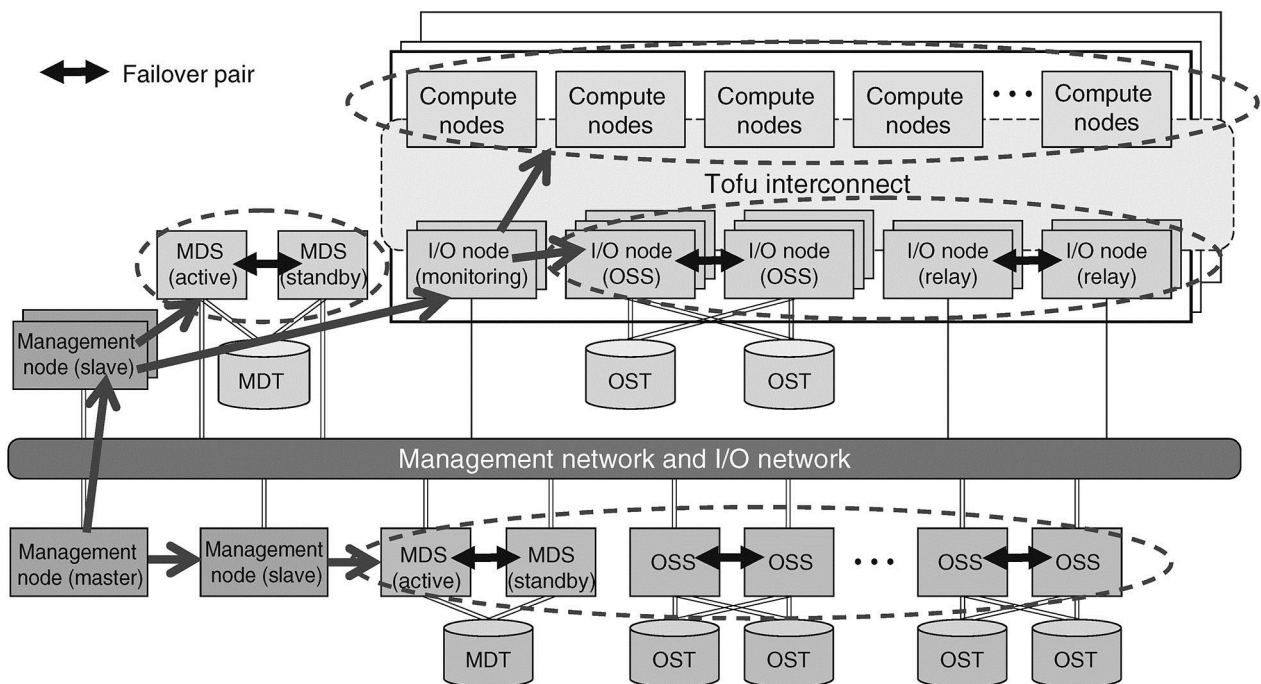 Failover pair
Compute
nodes
Compute
nodes
Compute
nodes
Compute
nodes
• • •
Compute
nodes
Tofu interconnect
MDS
(active)
MDS
(standby)
I/O node
(monitoring)
I/O node
(OSS)
I/O node
(OSS)
I/O node
(relay)
I/O node
(relay)
Management
node (slave)
MDT
OST
OST
Management network and I/O network
Management
node (master)
Management
node (slave)
MDS
(active)
MDS
(standby)
OSS
OSS
• • •
OSS
OSS
MDT
OST
OST
OST
OST